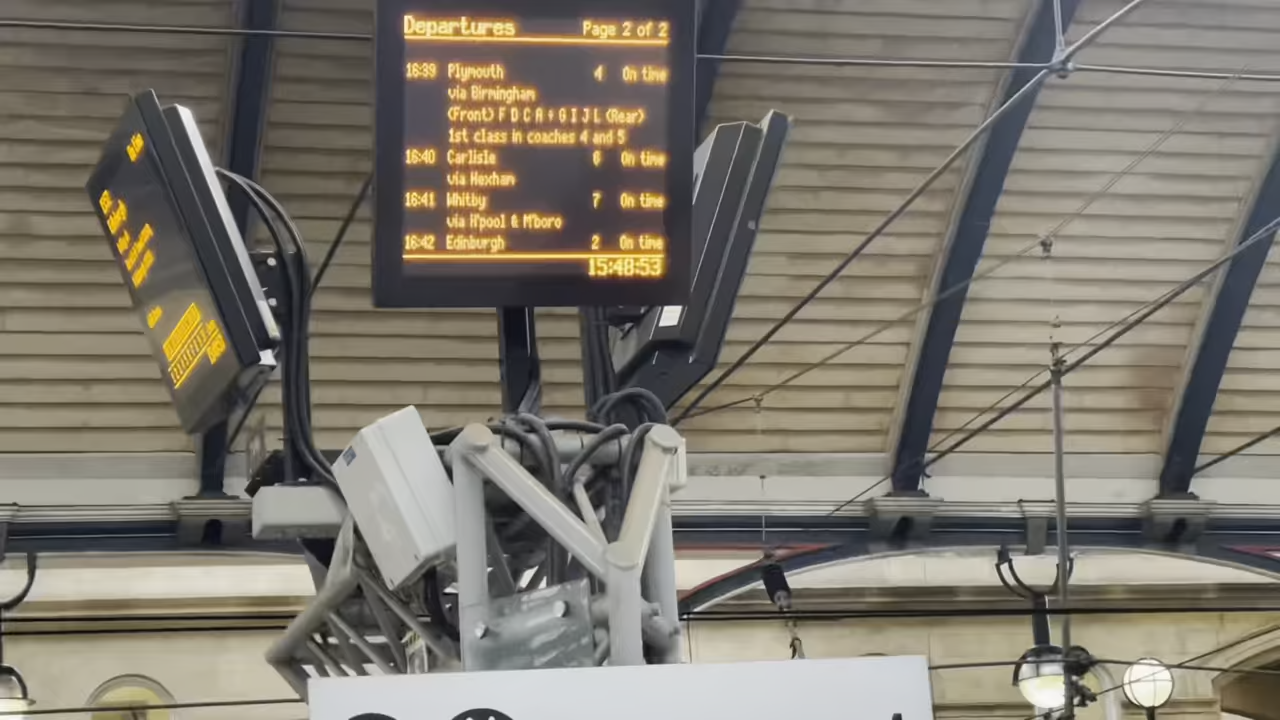 Departures Page 2 of 2
16:39 Plymouth 4 On time
via Birmingham
(Front) F D C A + G I J L (Rear)
1st class in coaches 4 and 5
16:40 Carlisle 6 On time
via Hexham
16:41 Whitby 7 On time
via H'pool & M'boro
16:42 Edinburgh 2 On time
15:48:53